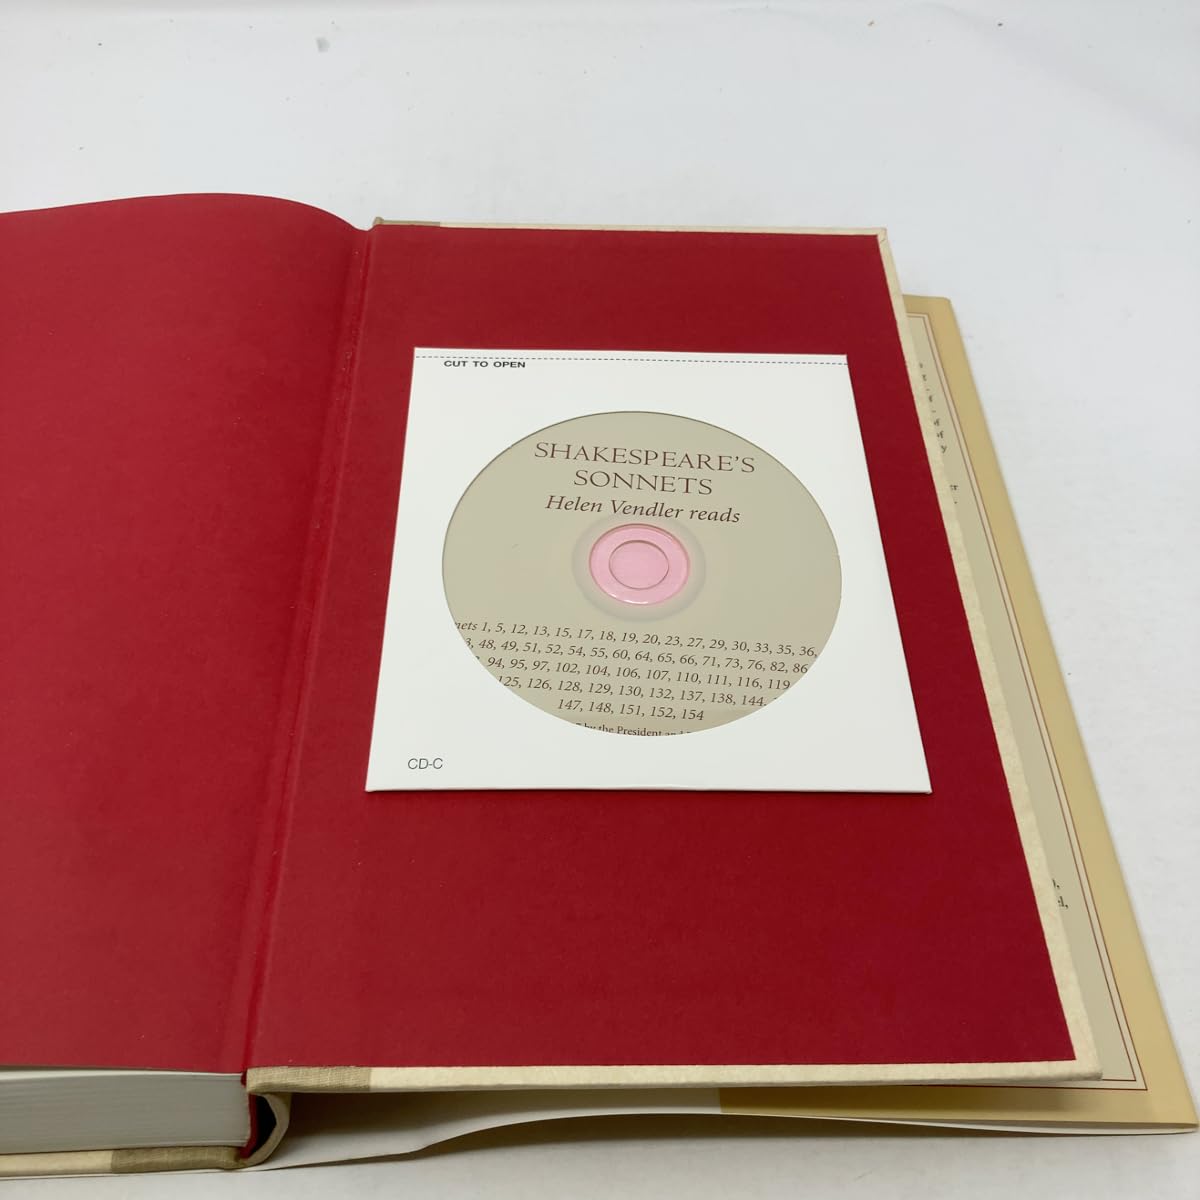 CUT TO OPEN
SHAKESPEARE'S
SONNETS
Helen Vendler reads
1, 5, 12, 13, 15, 17, 18, 19, 20, 23, 27, 29, 30, 33, 35, 36,
48, 49, 51, 52, 54, 55, 60, 64, 65, 66, 71, 73, 76, 82, 86
94, 95, 97, 102, 104, 106, 107, 110, 111, 116, 119
125, 126, 128, 129, 130, 132, 137, 138, 144,
147, 148, 151, 152, 154
by the President and
CD-C